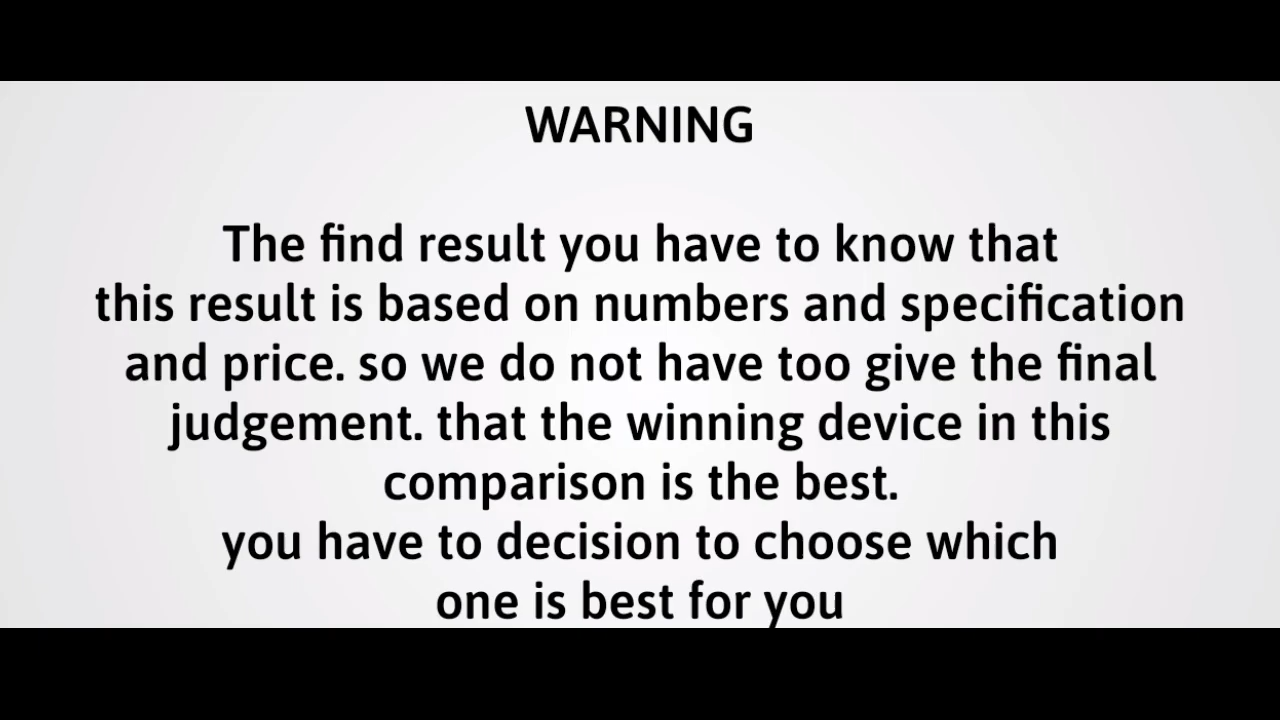 WARNING
The find result you have to know that
this result is based on numbers and specification
and price. so we do not have too give the final
judgement. that the winning device in this
comparison is the best.
you have to decision to choose which
one is best for you